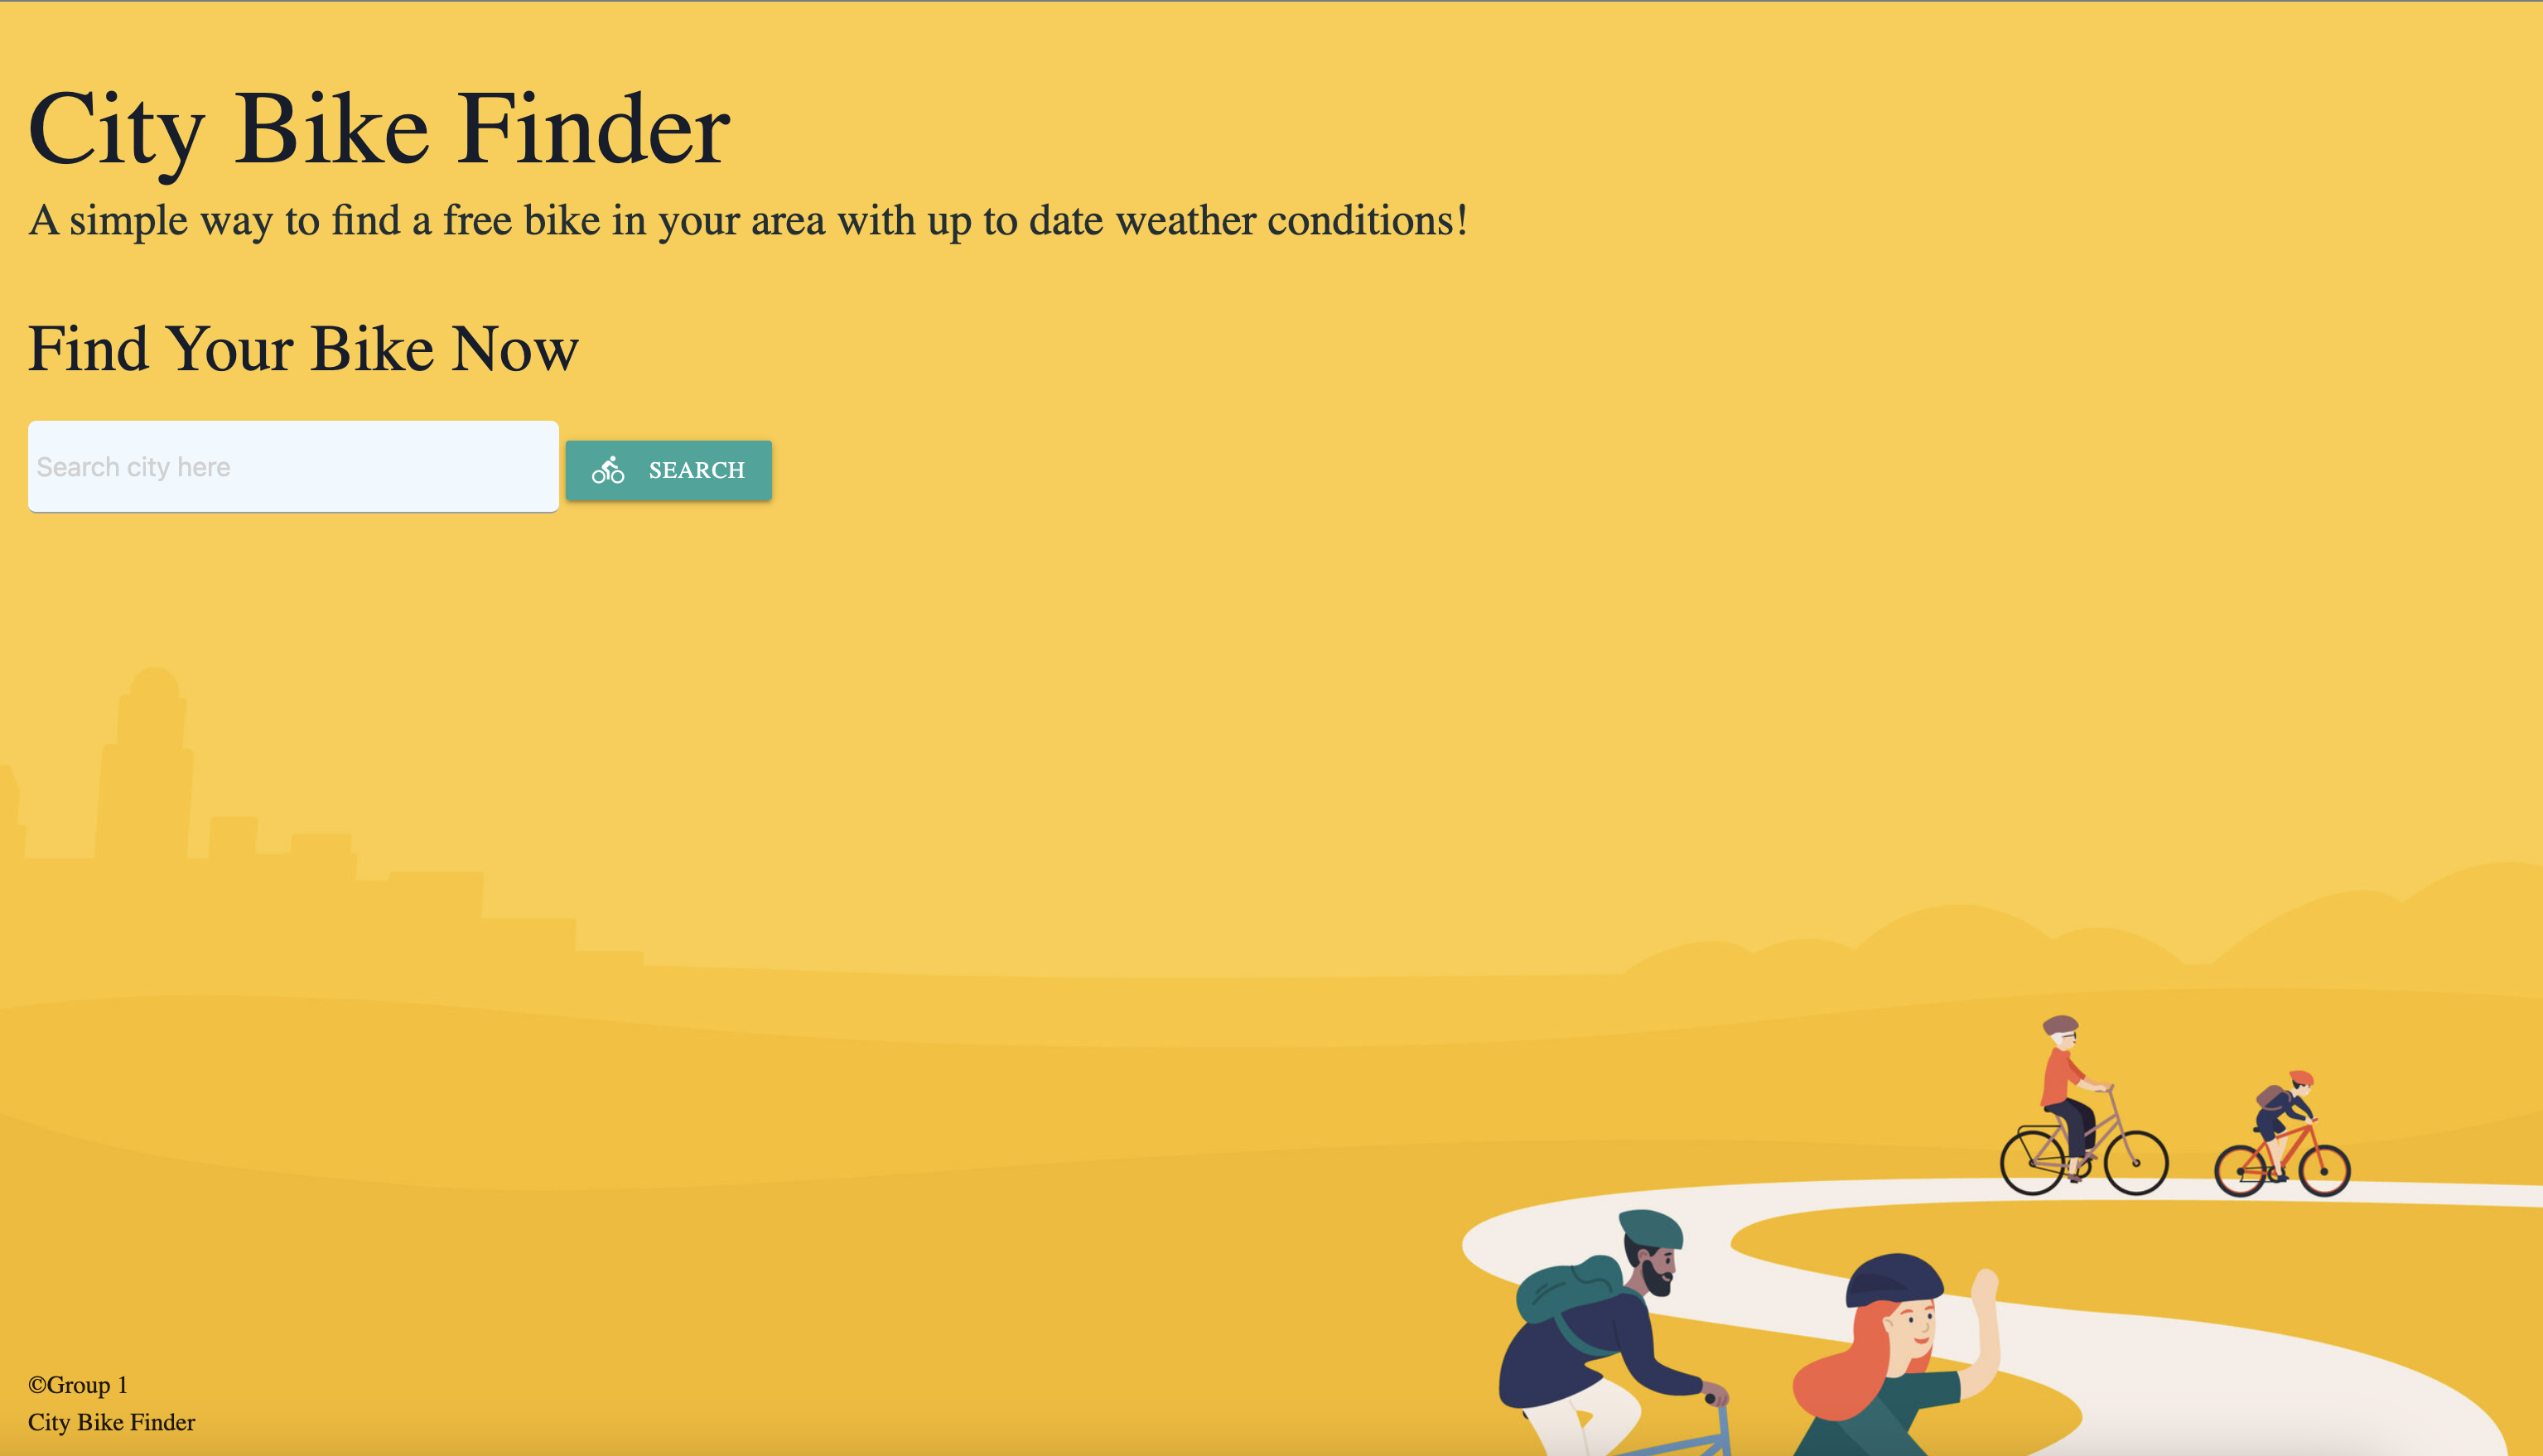 City Bike Finder
A simple way to find a free bike in your area with up to date weather conditions!
Find Your Bike Now
Search city here
SEARCH
©Group 1
City Bike Finder